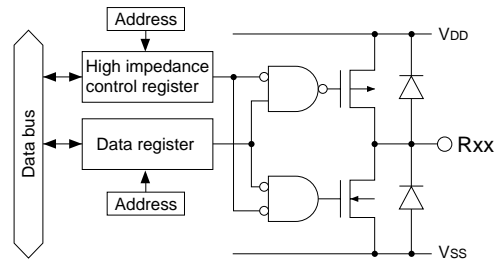 Address
VDD
High impedance
control register
Data bus
Data register
Rxx
Address
VSS